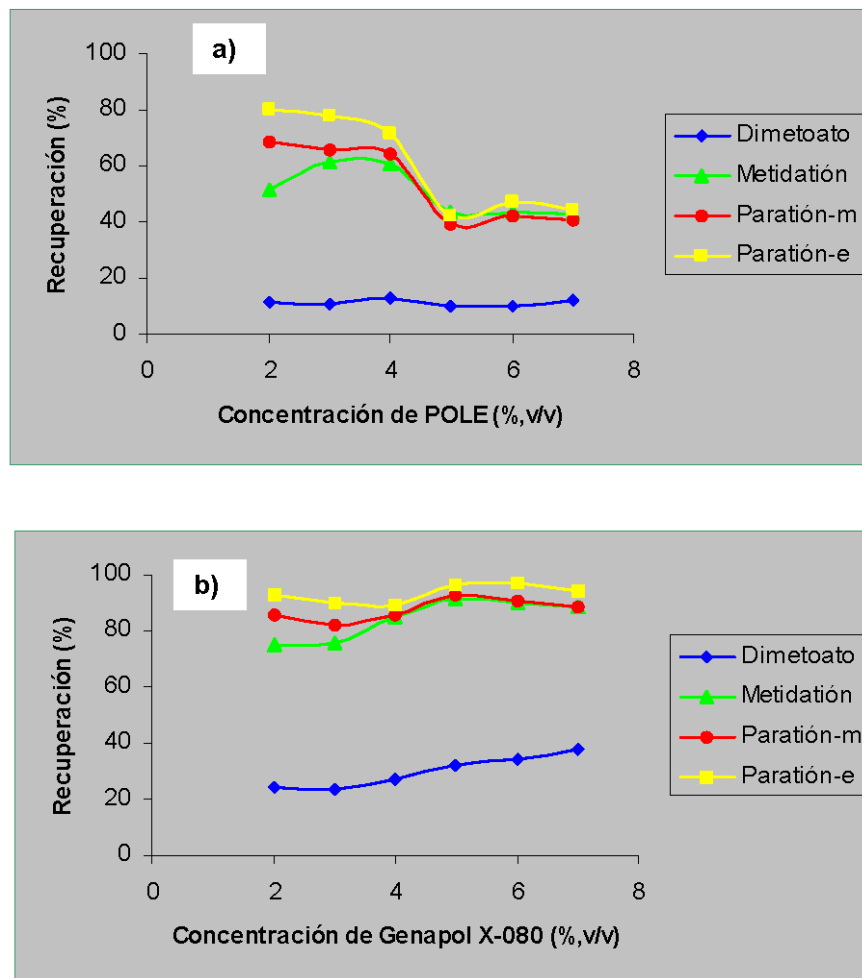 a)
100
80
60
40
20
0
Recuperación (%)
0 2 4 6 8
Concentración de POLE (%,v/v)
Dimetoato
Metidatión
Paratión-m
Paratión-e
b)
100
80
60
40
20
0
Recuperación (%)
0 2 4 6 8
Concentración de Genapol X-080 (%,v/v)
Dimetoato
Metidatión
Paratión-m
Paratión-e